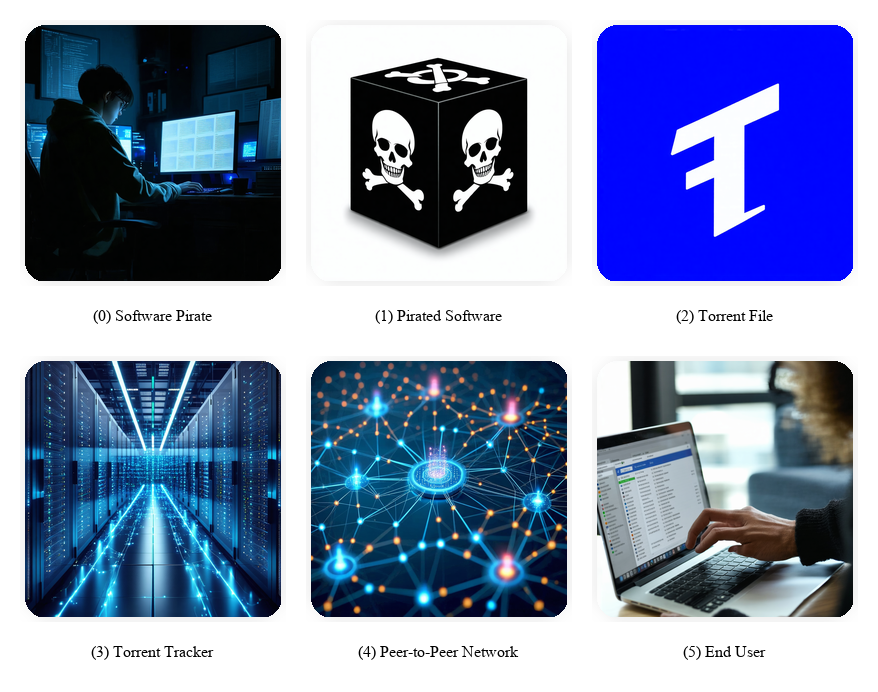 (0) Software Pirate
(1) Pirated Software
(2) Torrent File
(3) Torrent Tracker
(4) Peer-to-Peer Network
(5) End User